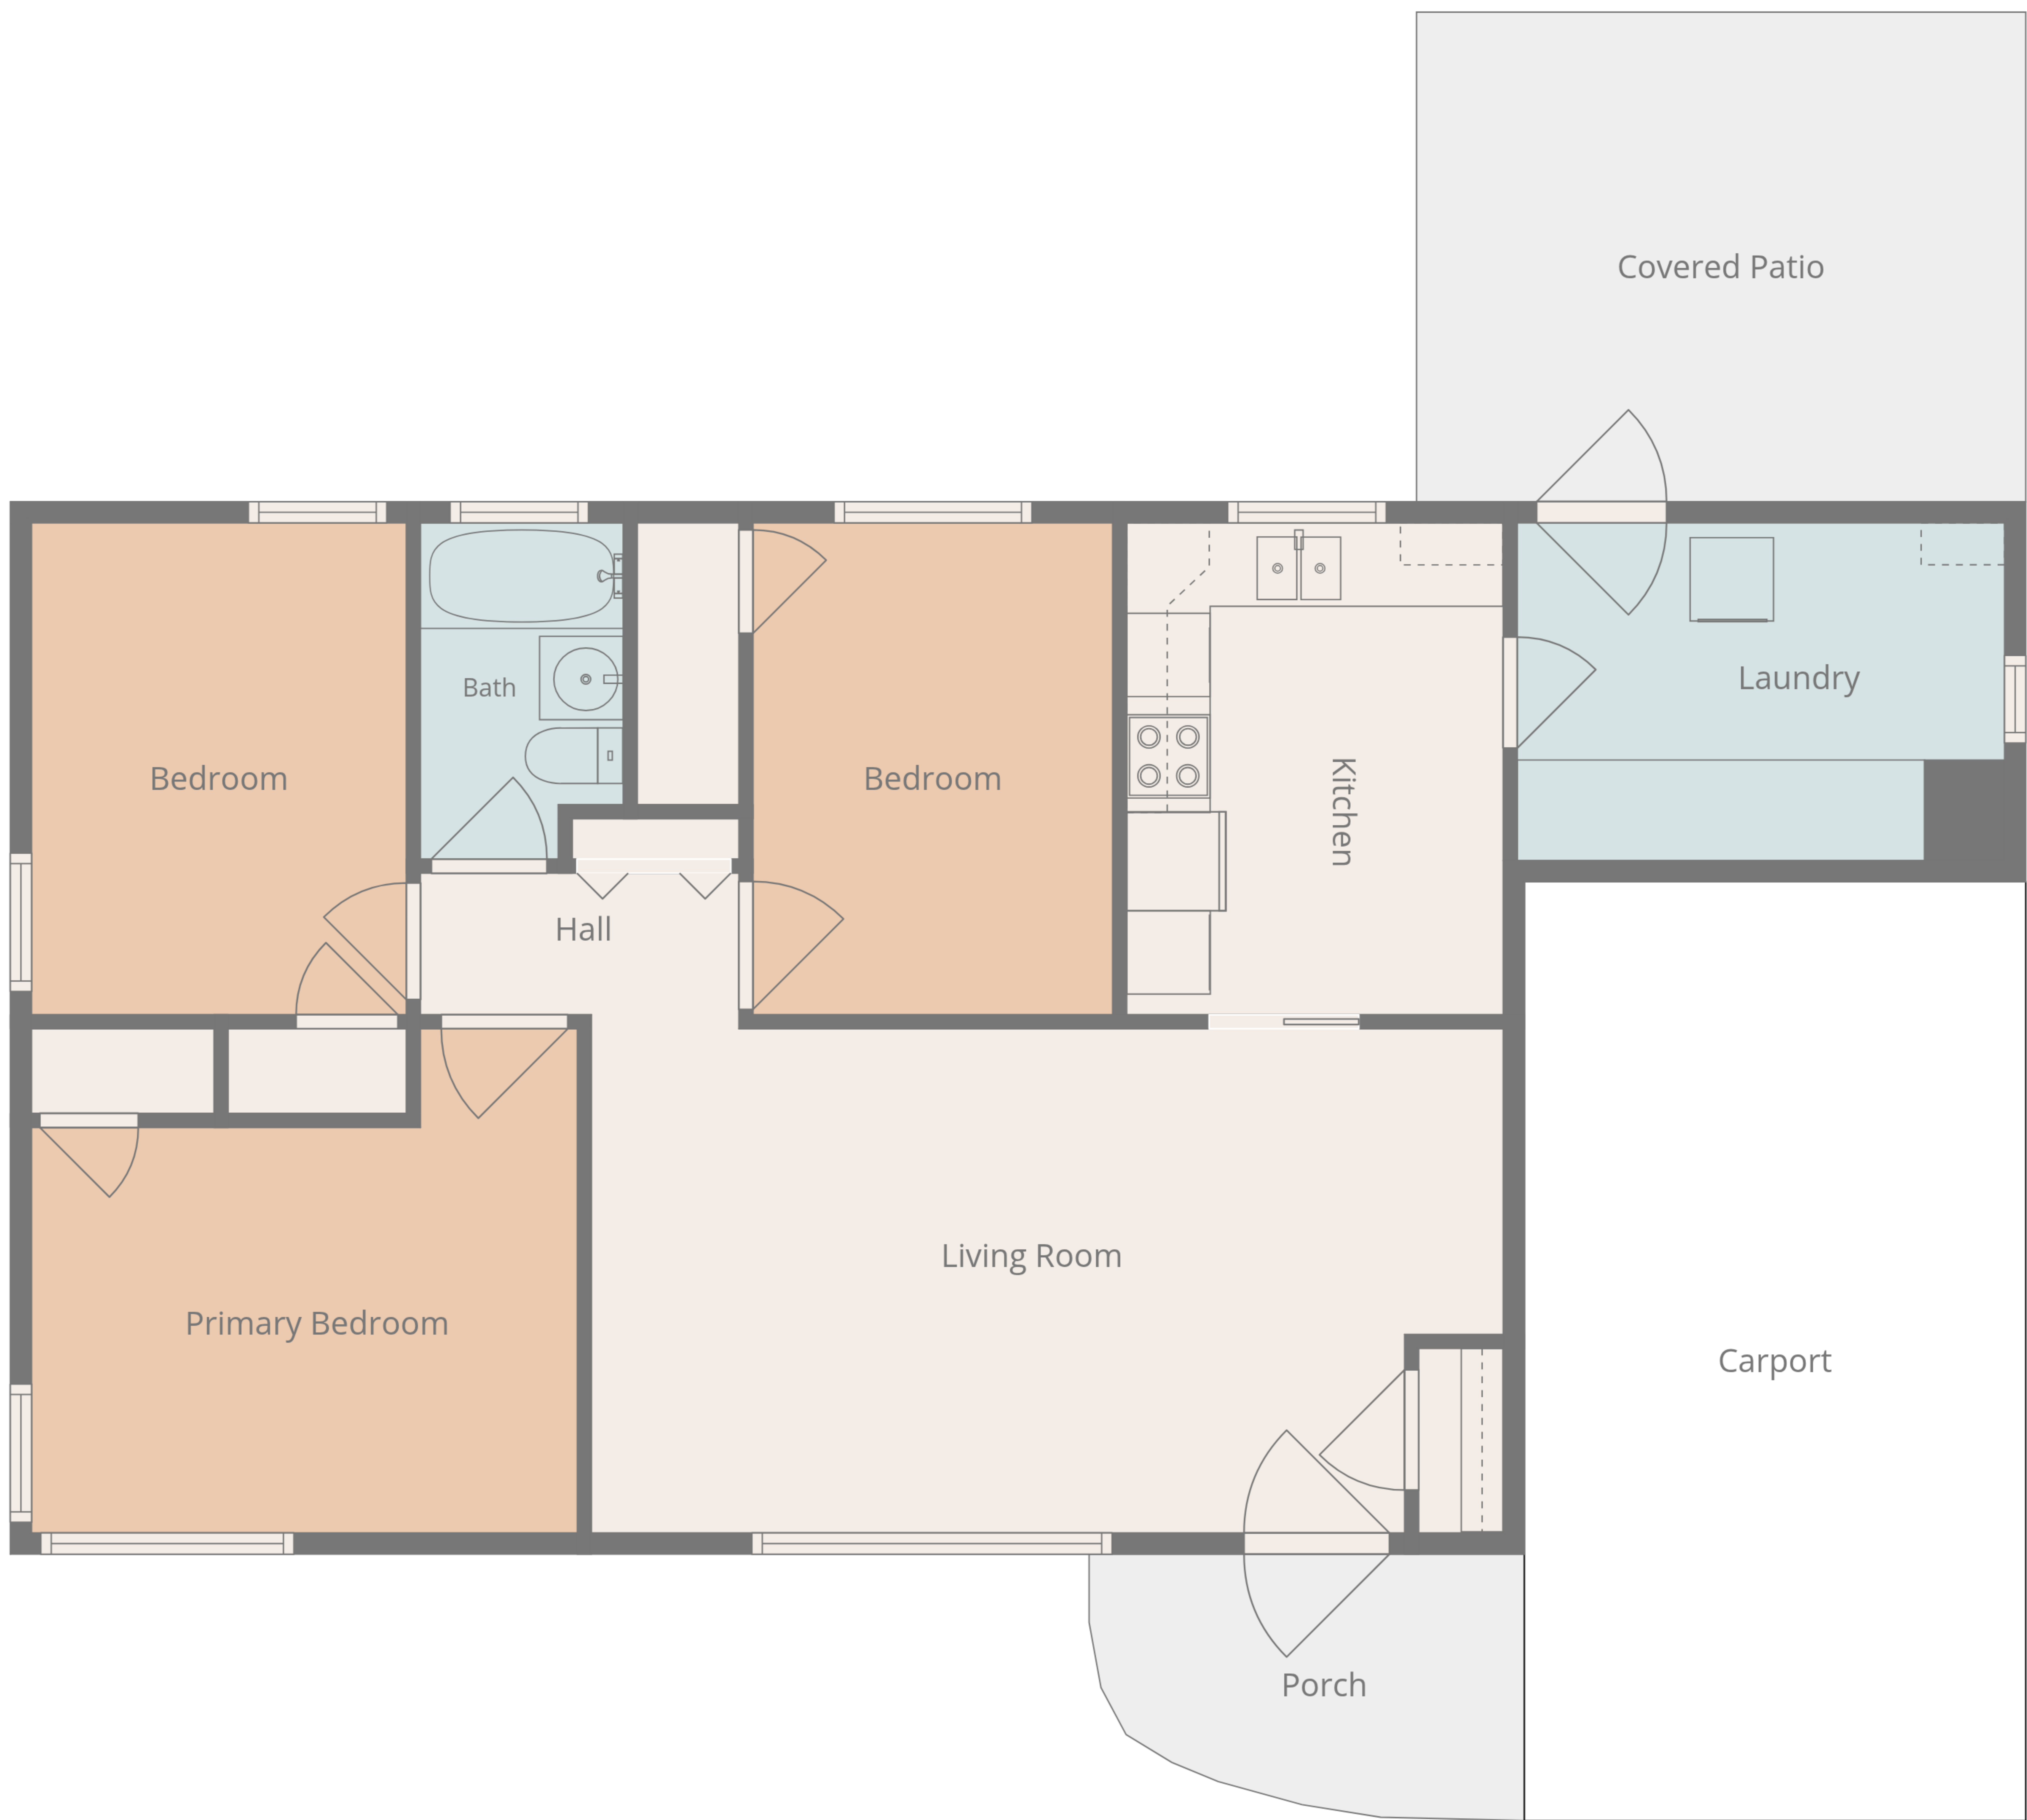 Covered Patio
Bath
Laundry
Bedroom
Bedroom
Kitchen
Hall
Living Room
Primary Bedroom
Carport
Porch